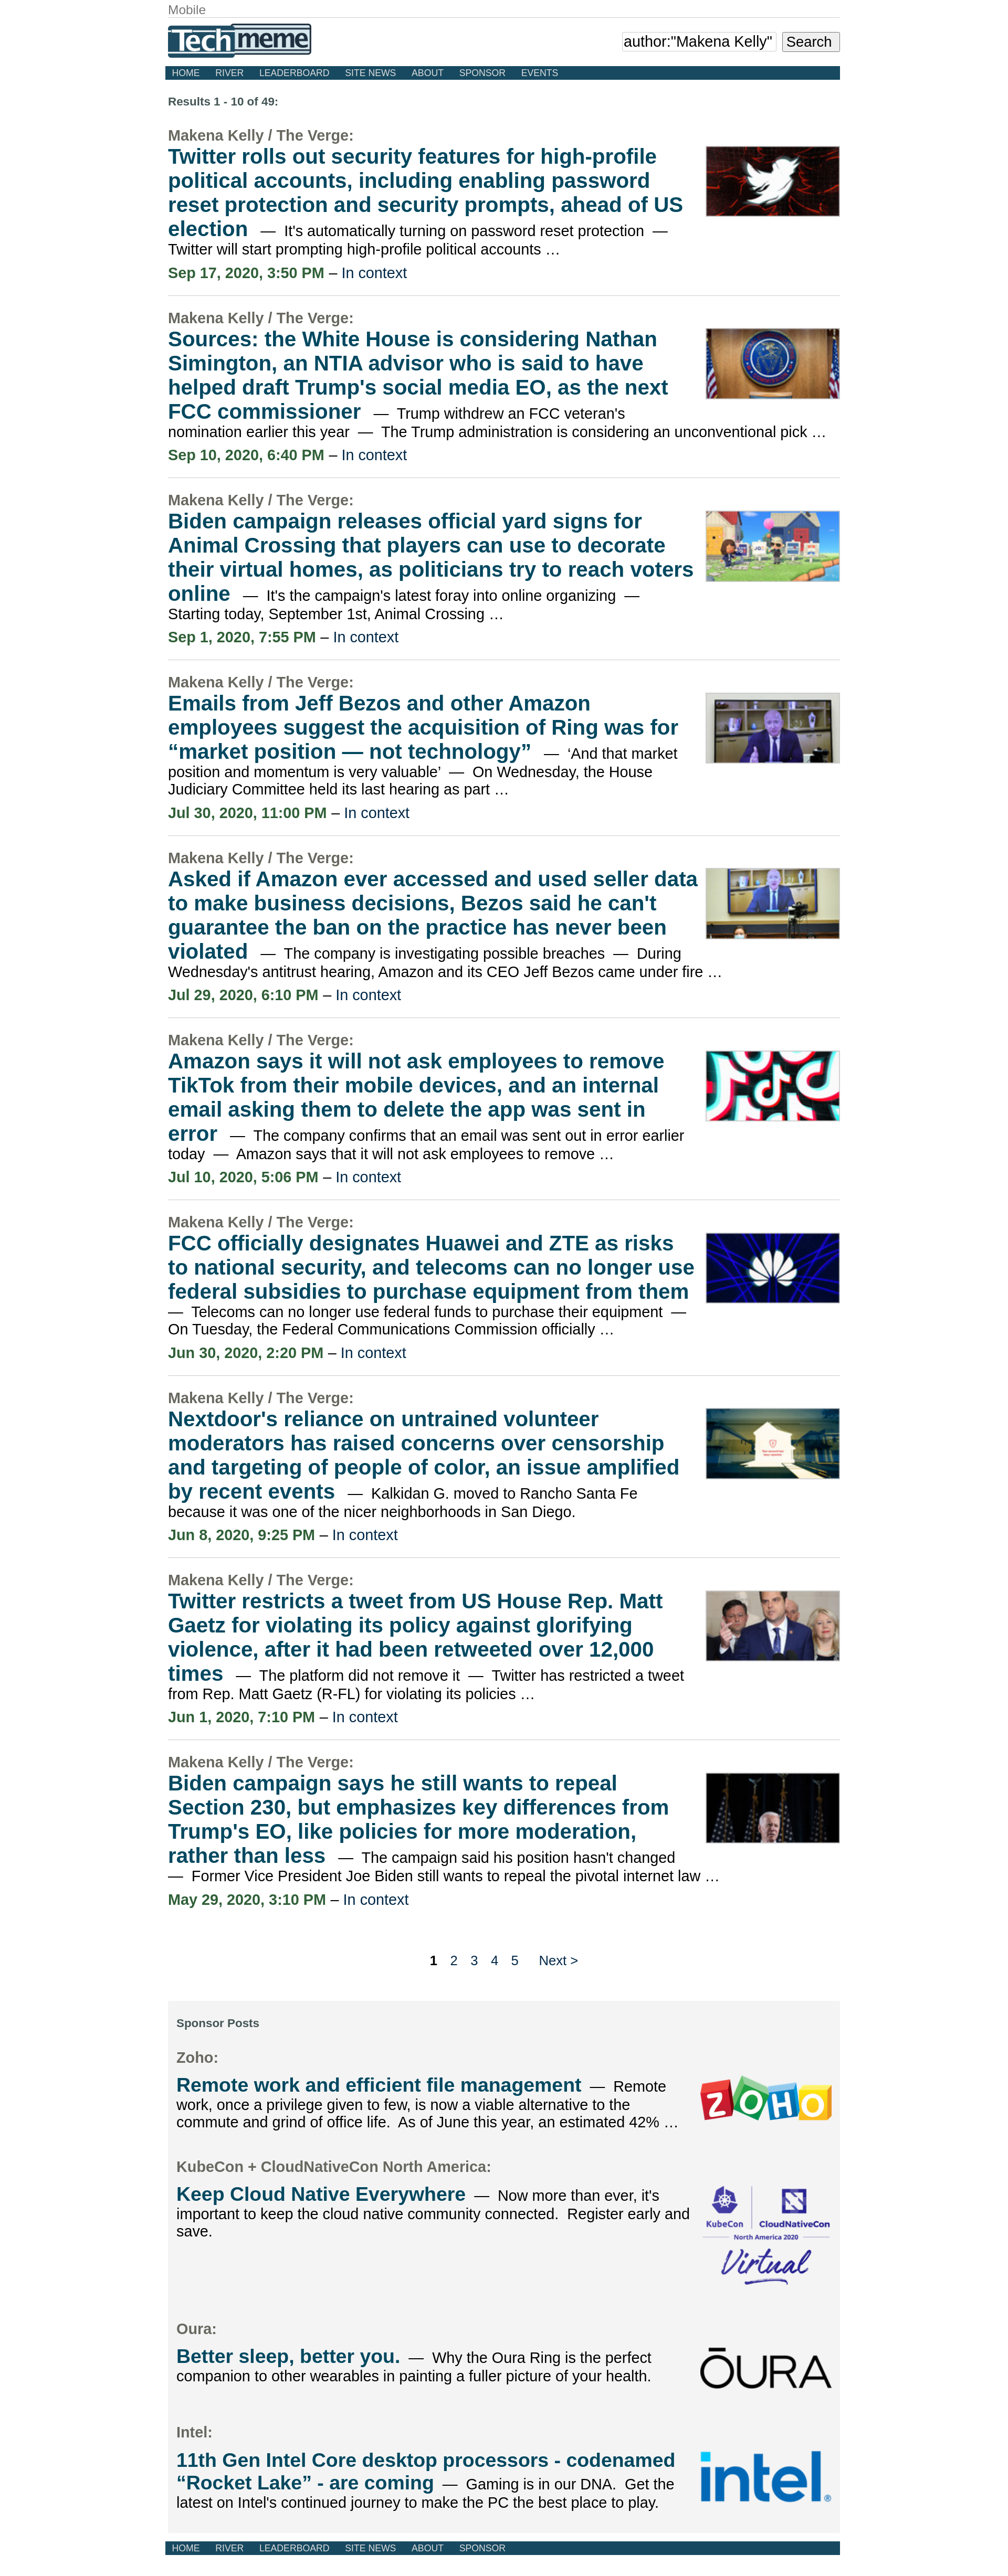 Mobile
Techmeme
author:"Makena Kelly"
Search
HOME RIVER LEADERBOARD SITE NEWS ABOUT SPONSOR EVENTS
Results 1 - 10 of 49:
Makena Kelly / The Verge:
Twitter rolls out security features for high-profile
political accounts, including enabling password
reset protection and security prompts, ahead of US
election — It's automatically turning on password reset protection —
Twitter will start prompting high-profile political accounts …
Sep 17, 2020, 3:50 PM – In context
Makena Kelly / The Verge:
Sources: the White House is considering Nathan
Simington, an NTIA advisor who is said to have
helped draft Trump's social media EO, as the next
FCC commissioner — Trump withdrew an FCC veteran's
nomination earlier this year — The Trump administration is considering an unconventional pick …
Sep 10, 2020, 6:40 PM – In context
Makena Kelly / The Verge:
Biden campaign releases official yard signs for
Animal Crossing that players can use to decorate
their virtual homes, as politicians try to reach voters
online — It's the campaign's latest foray into online organizing —
Starting today, September 1st, Animal Crossing …
Sep 1, 2020, 7:55 PM – In context
Makena Kelly / The Verge:
Emails from Jeff Bezos and other Amazon
employees suggest the acquisition of Ring was for
“market position — not technology” — ‘And that market
position and momentum is very valuable’ — On Wednesday, the House
Judiciary Committee held its last hearing as part …
Jul 30, 2020, 11:00 PM – In context
Makena Kelly / The Verge:
Asked if Amazon ever accessed and used seller data
to make business decisions, Bezos said he can't
guarantee the ban on the practice has never been
violated — The company is investigating possible breaches — During
Wednesday's antitrust hearing, Amazon and its CEO Jeff Bezos came under fire …
Jul 29, 2020, 6:10 PM – In context
Makena Kelly / The Verge:
Amazon says it will not ask employees to remove
TikTok from their mobile devices, and an internal
email asking them to delete the app was sent in
error — The company confirms that an email was sent out in error earlier
today — Amazon says that it will not ask employees to remove …
Jul 10, 2020, 5:06 PM – In context
Makena Kelly / The Verge:
FCC officially designates Huawei and ZTE as risks
to national security, and telecoms can no longer use
federal subsidies to purchase equipment from them
— Telecoms can no longer use federal funds to purchase their equipment —
On Tuesday, the Federal Communications Commission officially …
Jun 30, 2020, 2:20 PM – In context
Makena Kelly / The Verge:
Nextdoor's reliance on untrained volunteer
moderators has raised concerns over censorship
and targeting of people of color, an issue amplified
by recent events — Kalkidan G. moved to Rancho Santa Fe
because it was one of the nicer neighborhoods in San Diego.
Jun 8, 2020, 9:25 PM – In context
Makena Kelly / The Verge:
Twitter restricts a tweet from US House Rep. Matt
Gaetz for violating its policy against glorifying
violence, after it had been retweeted over 12,000
times — The platform did not remove it — Twitter has restricted a tweet
from Rep. Matt Gaetz (R-FL) for violating its policies …
Jun 1, 2020, 7:10 PM – In context
Makena Kelly / The Verge:
Biden campaign says he still wants to repeal
Section 230, but emphasizes key differences from
Trump's EO, like policies for more moderation,
rather than less — The campaign said his position hasn't changed
— Former Vice President Joe Biden still wants to repeal the pivotal internet law …
May 29, 2020, 3:10 PM – In context
1 2 3 4 5 Next >
Sponsor Posts
Zoho:
Remote work and efficient file management — Remote
work, once a privilege given to few, is now a viable alternative to the
commute and grind of office life. As of June this year, an estimated 42% …
ZOHO
KubeCon + CloudNativeCon North America:
Keep Cloud Native Everywhere — Now more than ever, it's
important to keep the cloud native community connected. Register early and
save.
KubeCon CloudNativeCon
North America 2020
Virtual
Oura:
Better sleep, better you. — Why the Oura Ring is the perfect
companion to other wearables in painting a fuller picture of your health.
ŌURA
Intel:
11th Gen Intel Core desktop processors - codenamed
“Rocket Lake” - are coming — Gaming is in our DNA. Get the
latest on Intel's continued journey to make the PC the best place to play.
intel®
HOME RIVER LEADERBOARD SITE NEWS ABOUT SPONSOR